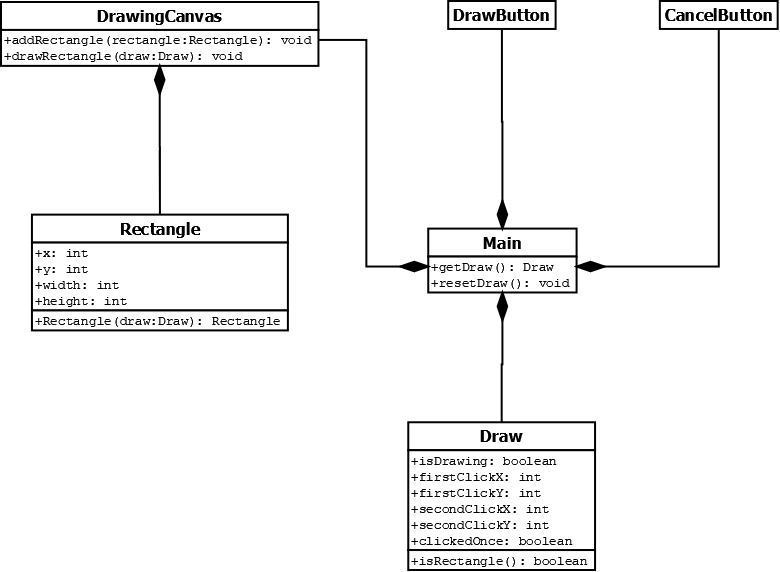 DrawingCanvas
+addRectangle(rectangle:Rectangle): void
+drawRectangle(draw:Draw): void
DrawButton
CancelButton
Rectangle
+x: int
+y: int
+width: int
+height: int
+Rectangle(draw:Draw): Rectangle
Main
+getDraw(): Draw
+resetDraw(): void
Draw
+isDrawing: boolean
+firstClickX: int
+firstClickY: int
+secondClickX: int
+secondClickY: int
+clickedOnce: boolean
+isRectangle(): boolean